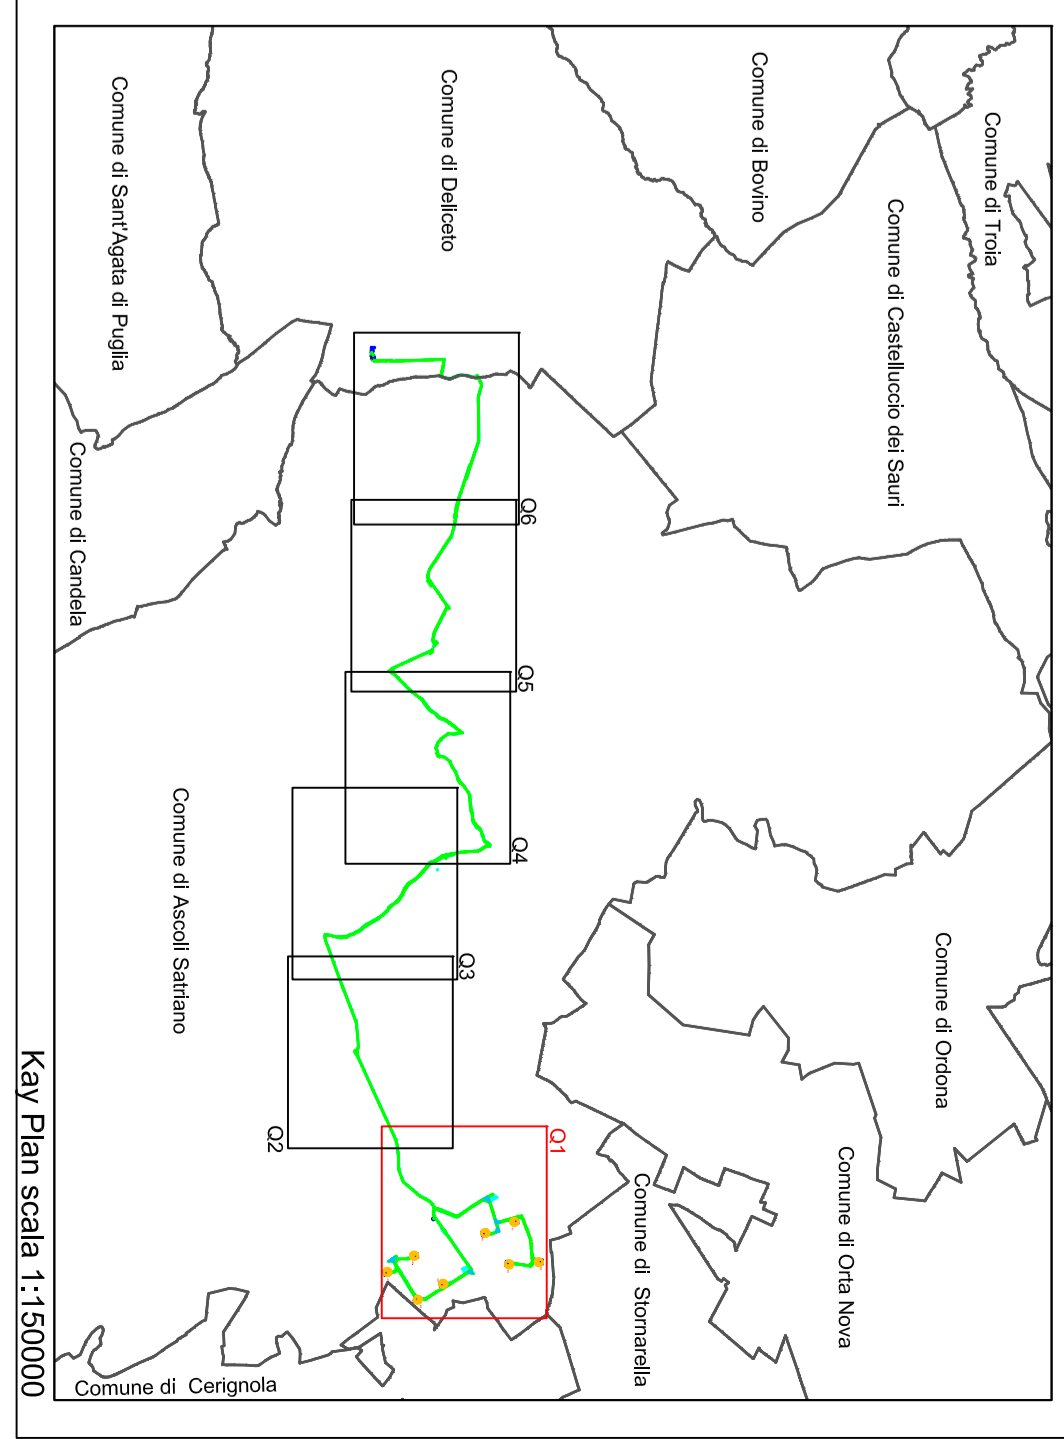 Comune di Troia
Comune di Bovino
Comune di Castelluccio dei Sauri
Comune di Deliceto
Comune di Sant'Agata di Puglia
Comune di Candela
Comune di Ascoli Satriano
Comune di Ordona
Comune di Orta Nova
Comune di  Stornarella
Comune di  Cerignola
Q6
Q5
Q4
Q3
Q2
Q1
Kay Plan scala 1:150000